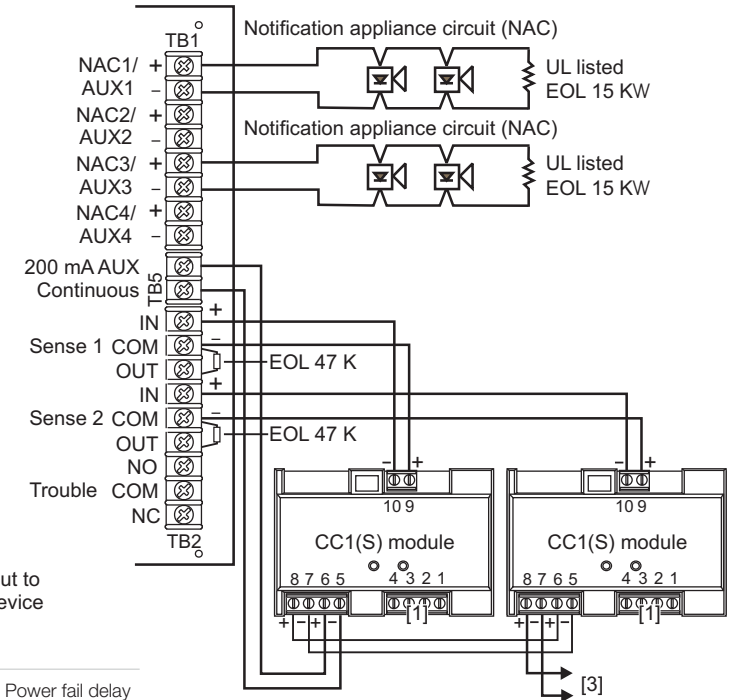 TB1
Notification appliance circuit (NAC)
NAC1/ +
AUX1 –
UL listed
EOL 15 KW
NAC2/ +
AUX2 –
Notification appliance circuit (NAC)
NAC3/ +
AUX3 –
UL listed
EOL 15 KW
NAC4/ +
AUX4 –
200 mA AUX
Continuous
TB5
IN +
Sense 1 COM –
OUT
EOL 47 K
IN +
Sense 2 COM –
OUT
EOL 47 K
NO
Trouble COM
NC
TB2
– +
10 9
CC1(S) module
8 7 6 5 4 3 2 1
[1]
+ – + –
– +
10 9
CC1(S) module
8 7 6 5 4 3 2 1
[1]
+ – + –
[3]
ut to
evice
Power fail delay